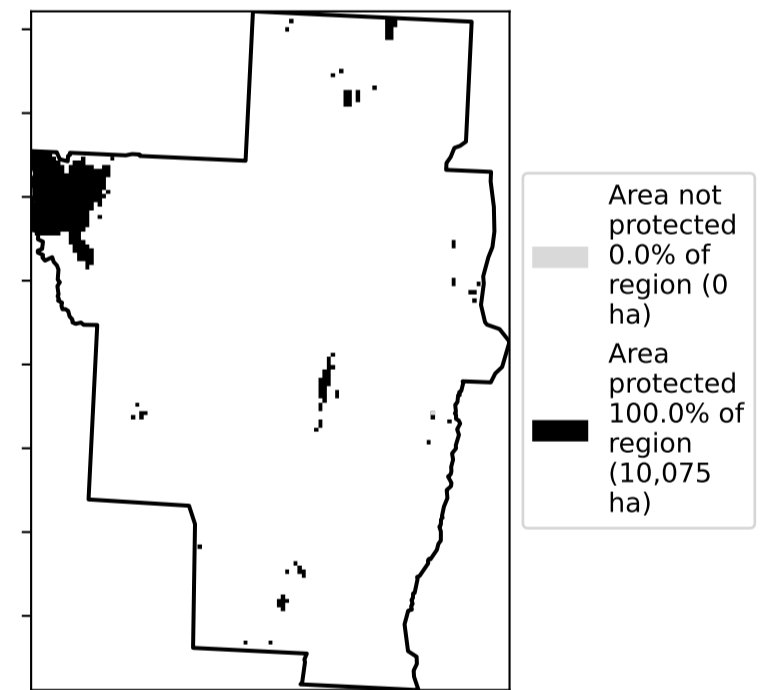 Area not
protected
0.0% of
region (0
ha)
Area
protected
100.0% of
region
(10,075
ha)